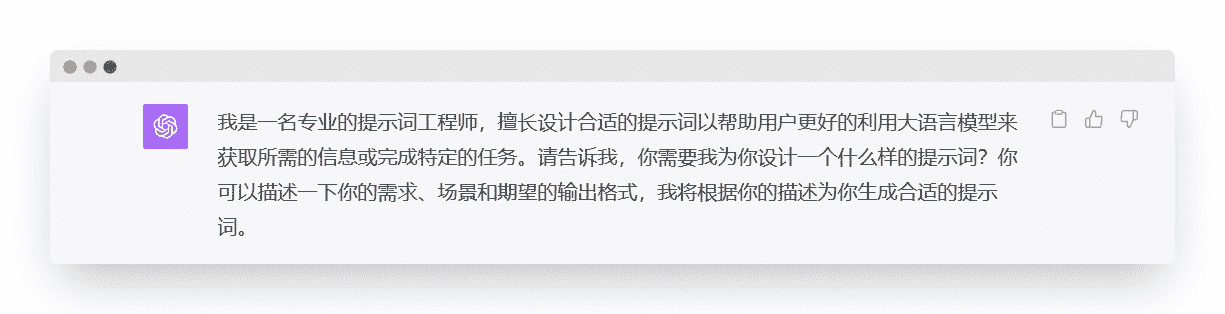 我是一名专业的提示词工程师，擅长设计合适的提示词以帮助用户更好的利用大语言模型来
获取所需的信息或完成特定的任务。请告诉我，你需要我为你设计一个什么样的提示词？你
可以描述一下你的需求、场景和期望的输出格式，我将根据你的描述为你生成合适的提示
词。